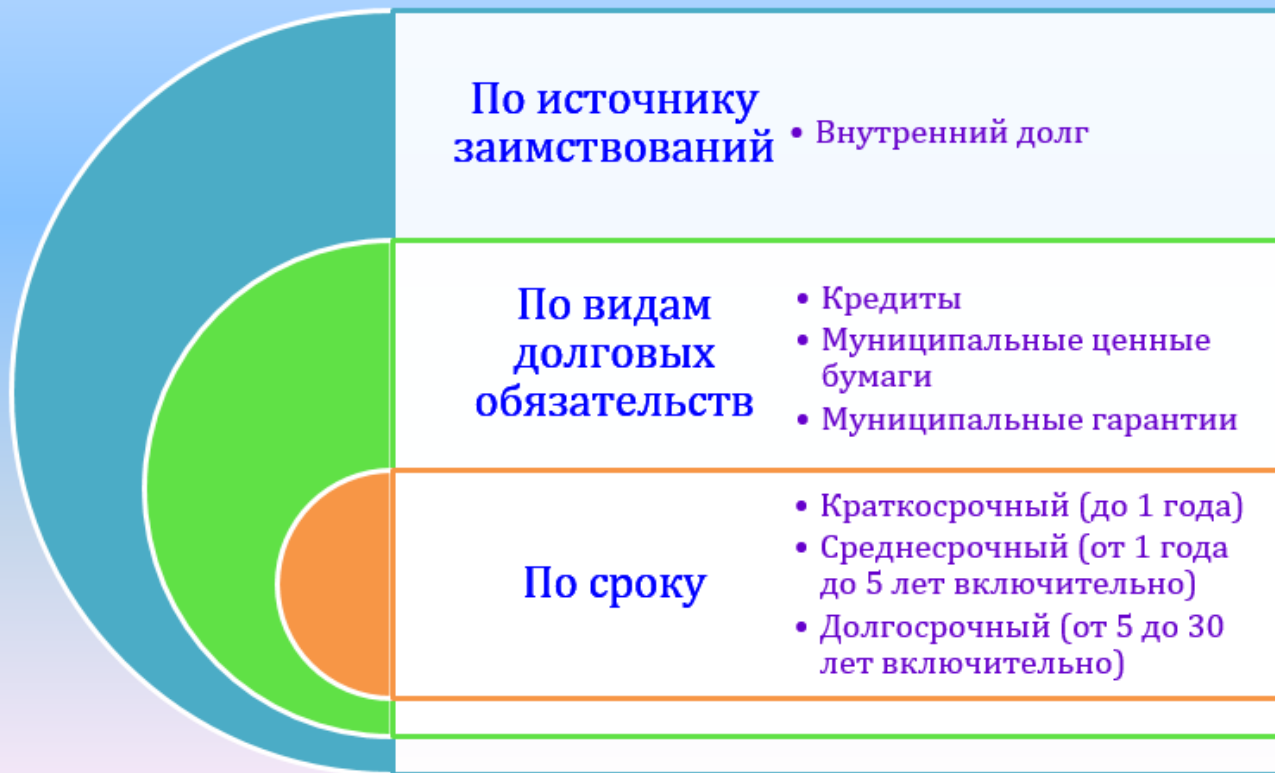 По источнику
заимствований
• Внутренний долг
По видам
долговых
обязательств
• Кредиты
• Муниципальные ценные
бумаги
• Муниципальные гарантии
По сроку
• Краткосрочный (до 1 года)
• Среднесрочный (от 1 года
до 5 лет включительно)
• Долгосрочный (от 5 до 30
лет включительно)